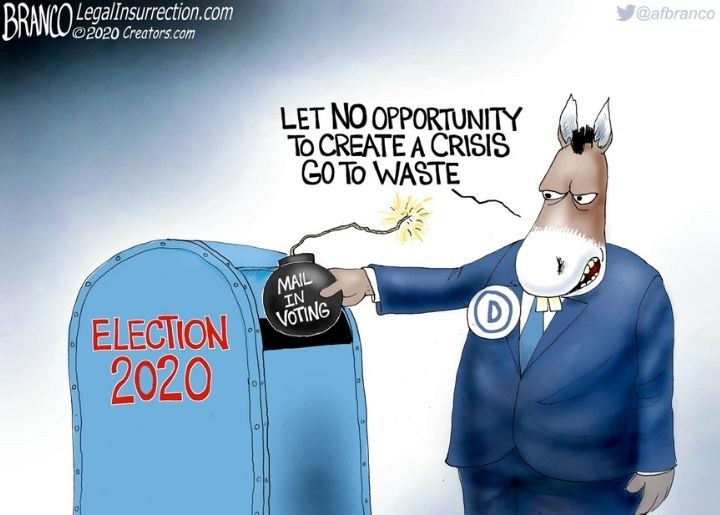 BRANCO LegalInsurrection.com
©2020 Creators.com
@afbranco
LET NO OPPORTUNITY
TO CREATE A CRISIS
GO TO WASTE
MAIL
IN
VOTING
D
ELECTION
2020